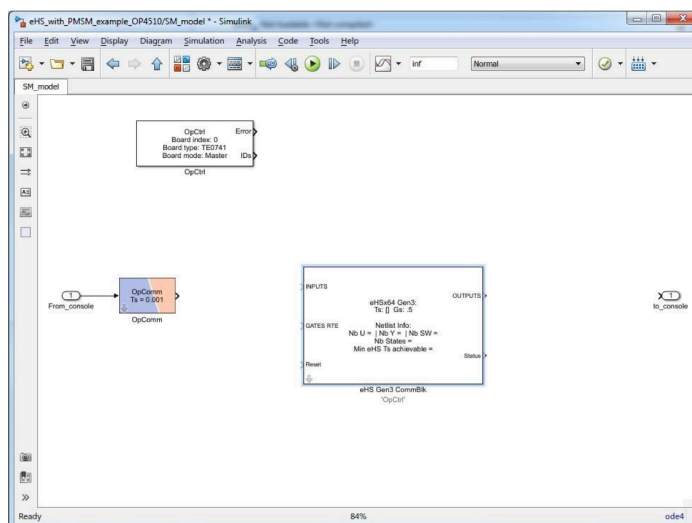 eHS_with_PMSM_example_OP4510/SM_model * - Simulink
File Edit View Display Diagram Simulation Analysis Code Tools Help
inf Normal
SM_model
OpCtrl Error
Board index: 0
Board type: TE0741
Board mode: Master IDs
OpCtrl
1
From_console
OpComm
Ts = 0.001
OpComm
INPUTS
OUTPUTS
eHSx64 Gen3:
Ts: [] Gs: .5
GATES RTE
Netlist Info:
Nb U = | Nb Y = | Nb SW =
Nb States =
Min eHS Ts achievable =
Status
Reset
eHS Gen3 CommBlk
'OpCtrl'
1
to_console
Ready 84% ode4